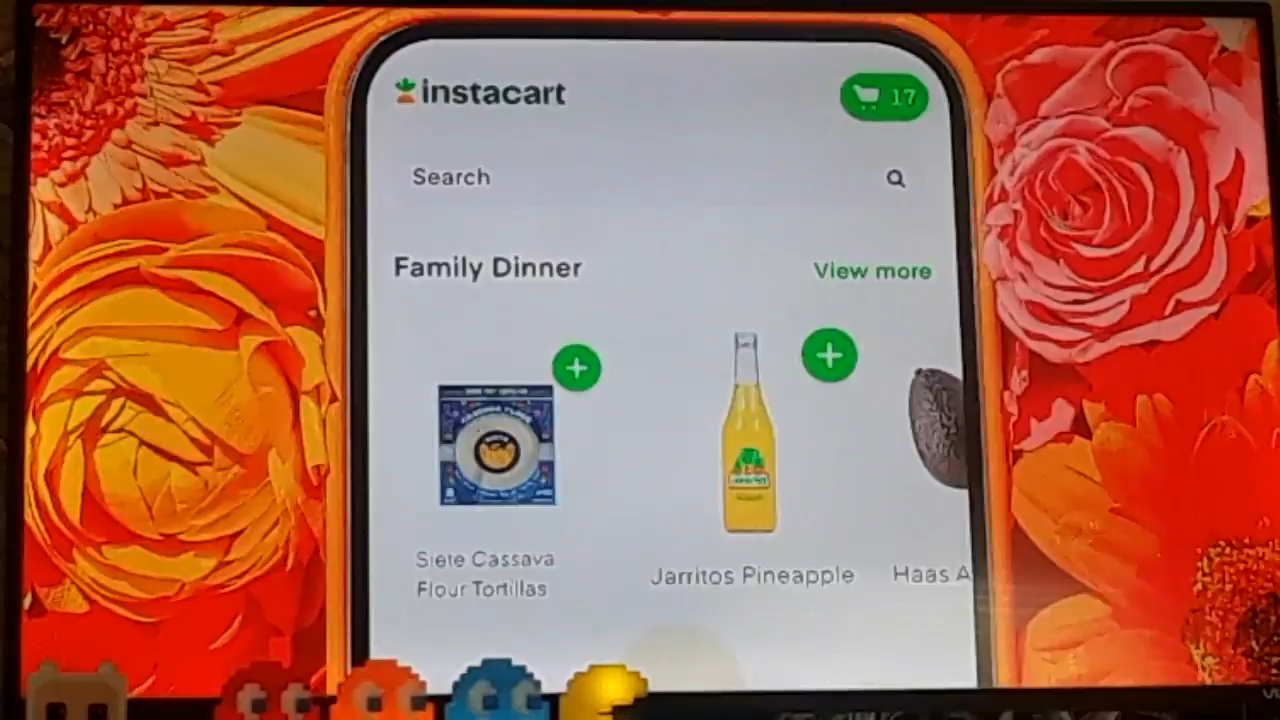 instacart
17
Search
Family Dinner
View more
Siete Cassava
Flour Tortillas
Jarritos Pineapple
Haas A